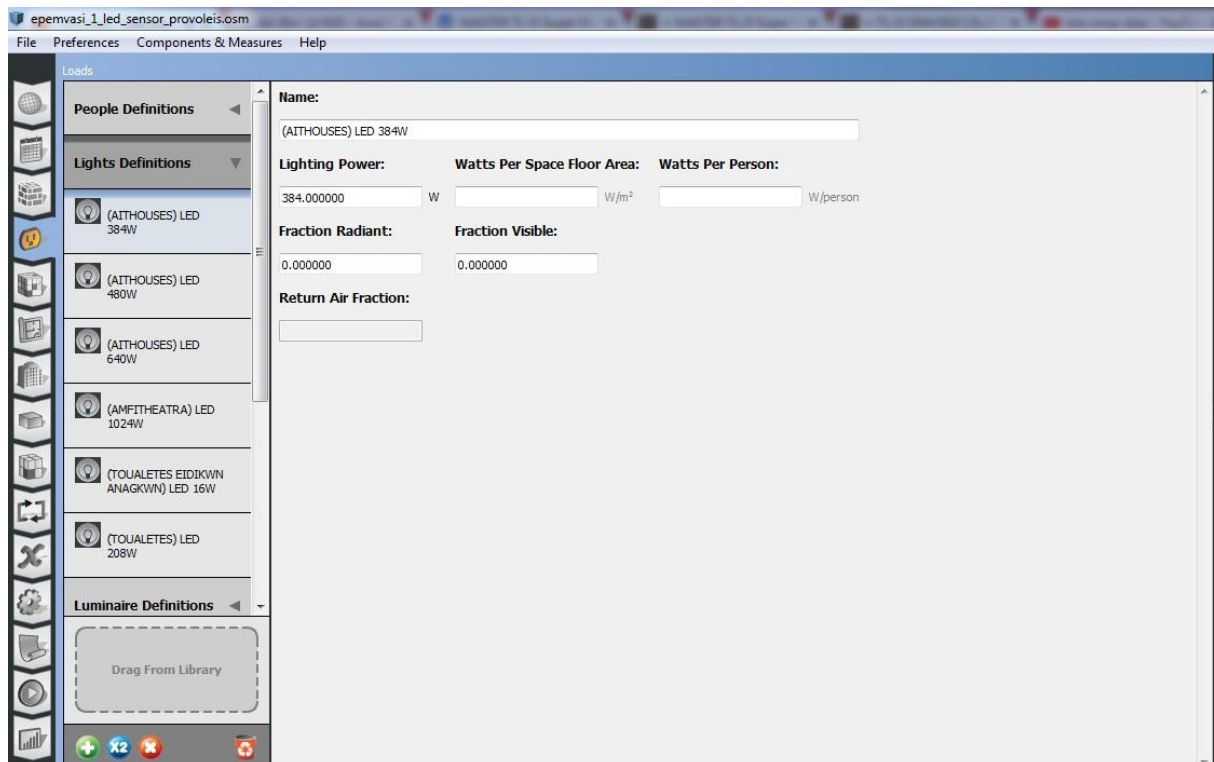 epemvasi_1_led_sensor_provoleis.osm
File Preferences Components & Measures Help
Loads
People Definitions
Lights Definitions
(AITHOUSES) LED
384W
(AITHOUSES) LED
480W
(AITHOUSES) LED
640W
(AMFITHEATRA) LED
1024W
(TOUALETES EIDIKWN
ANAGKWN) LED 16W
(TOUALETES) LED
208W
Luminaire Definitions
Drag From Library
X2
Name:
(AITHOUSES) LED 384W
Lighting Power: Watts Per Space Floor Area: Watts Per Person:
384.000000 W W/m² W/person
Fraction Radiant: Fraction Visible:
0.000000 0.000000
Return Air Fraction: